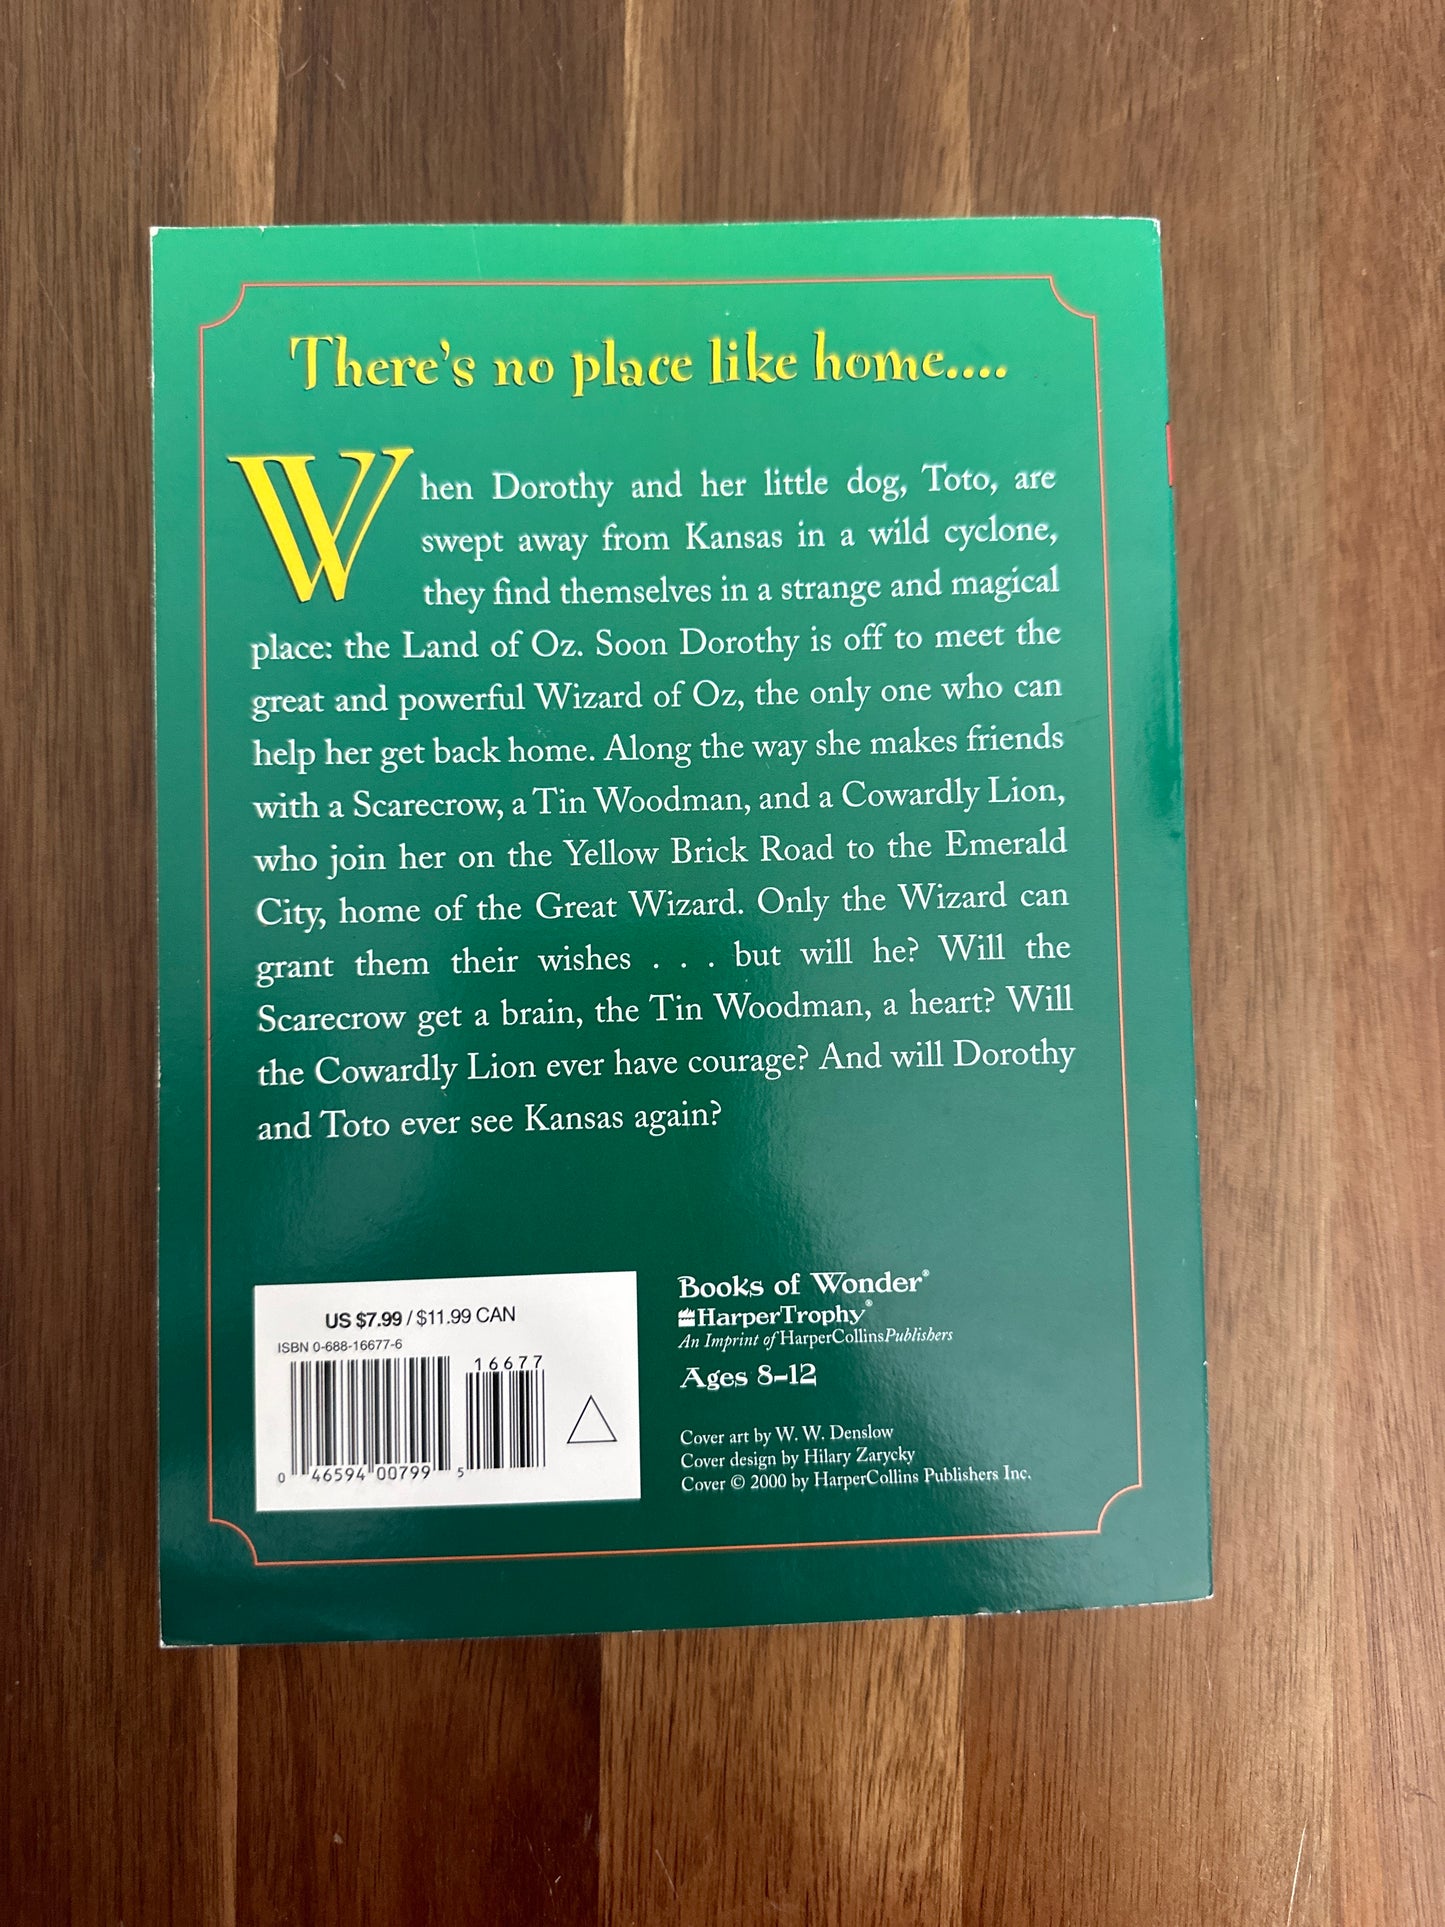 There's no place like home....
When Dorothy and her little dog, Toto, are
swept away from Kansas in a wild cyclone,
they find themselves in a strange and magical
place: the Land of Oz. Soon Dorothy is off to meet the
great and powerful Wizard of Oz, the only one who can
help her get back home. Along the way she makes friends
with a Scarecrow, a Tin Woodman, and a Cowardly Lion,
who join her on the Yellow Brick Road to the Emerald
City, home of the Great Wizard. Only the Wizard can
grant them their wishes . . . but will he? Will the
Scarecrow get a brain, the Tin Woodman, a heart? Will
the Cowardly Lion ever have courage? And will Dorothy
and Toto ever see Kansas again?
US $7.99 / $11.99 CAN
ISBN 0-688-16677-6
16677
0 46594 00799 5
Books of Wonder®
HarperTrophy®
An Imprint of HarperCollinsPublishers
Ages 8–12
Cover art by W. W. Denslow
Cover design by Hilary Zarycky
Cover © 2000 by HarperCollins Publishers Inc.